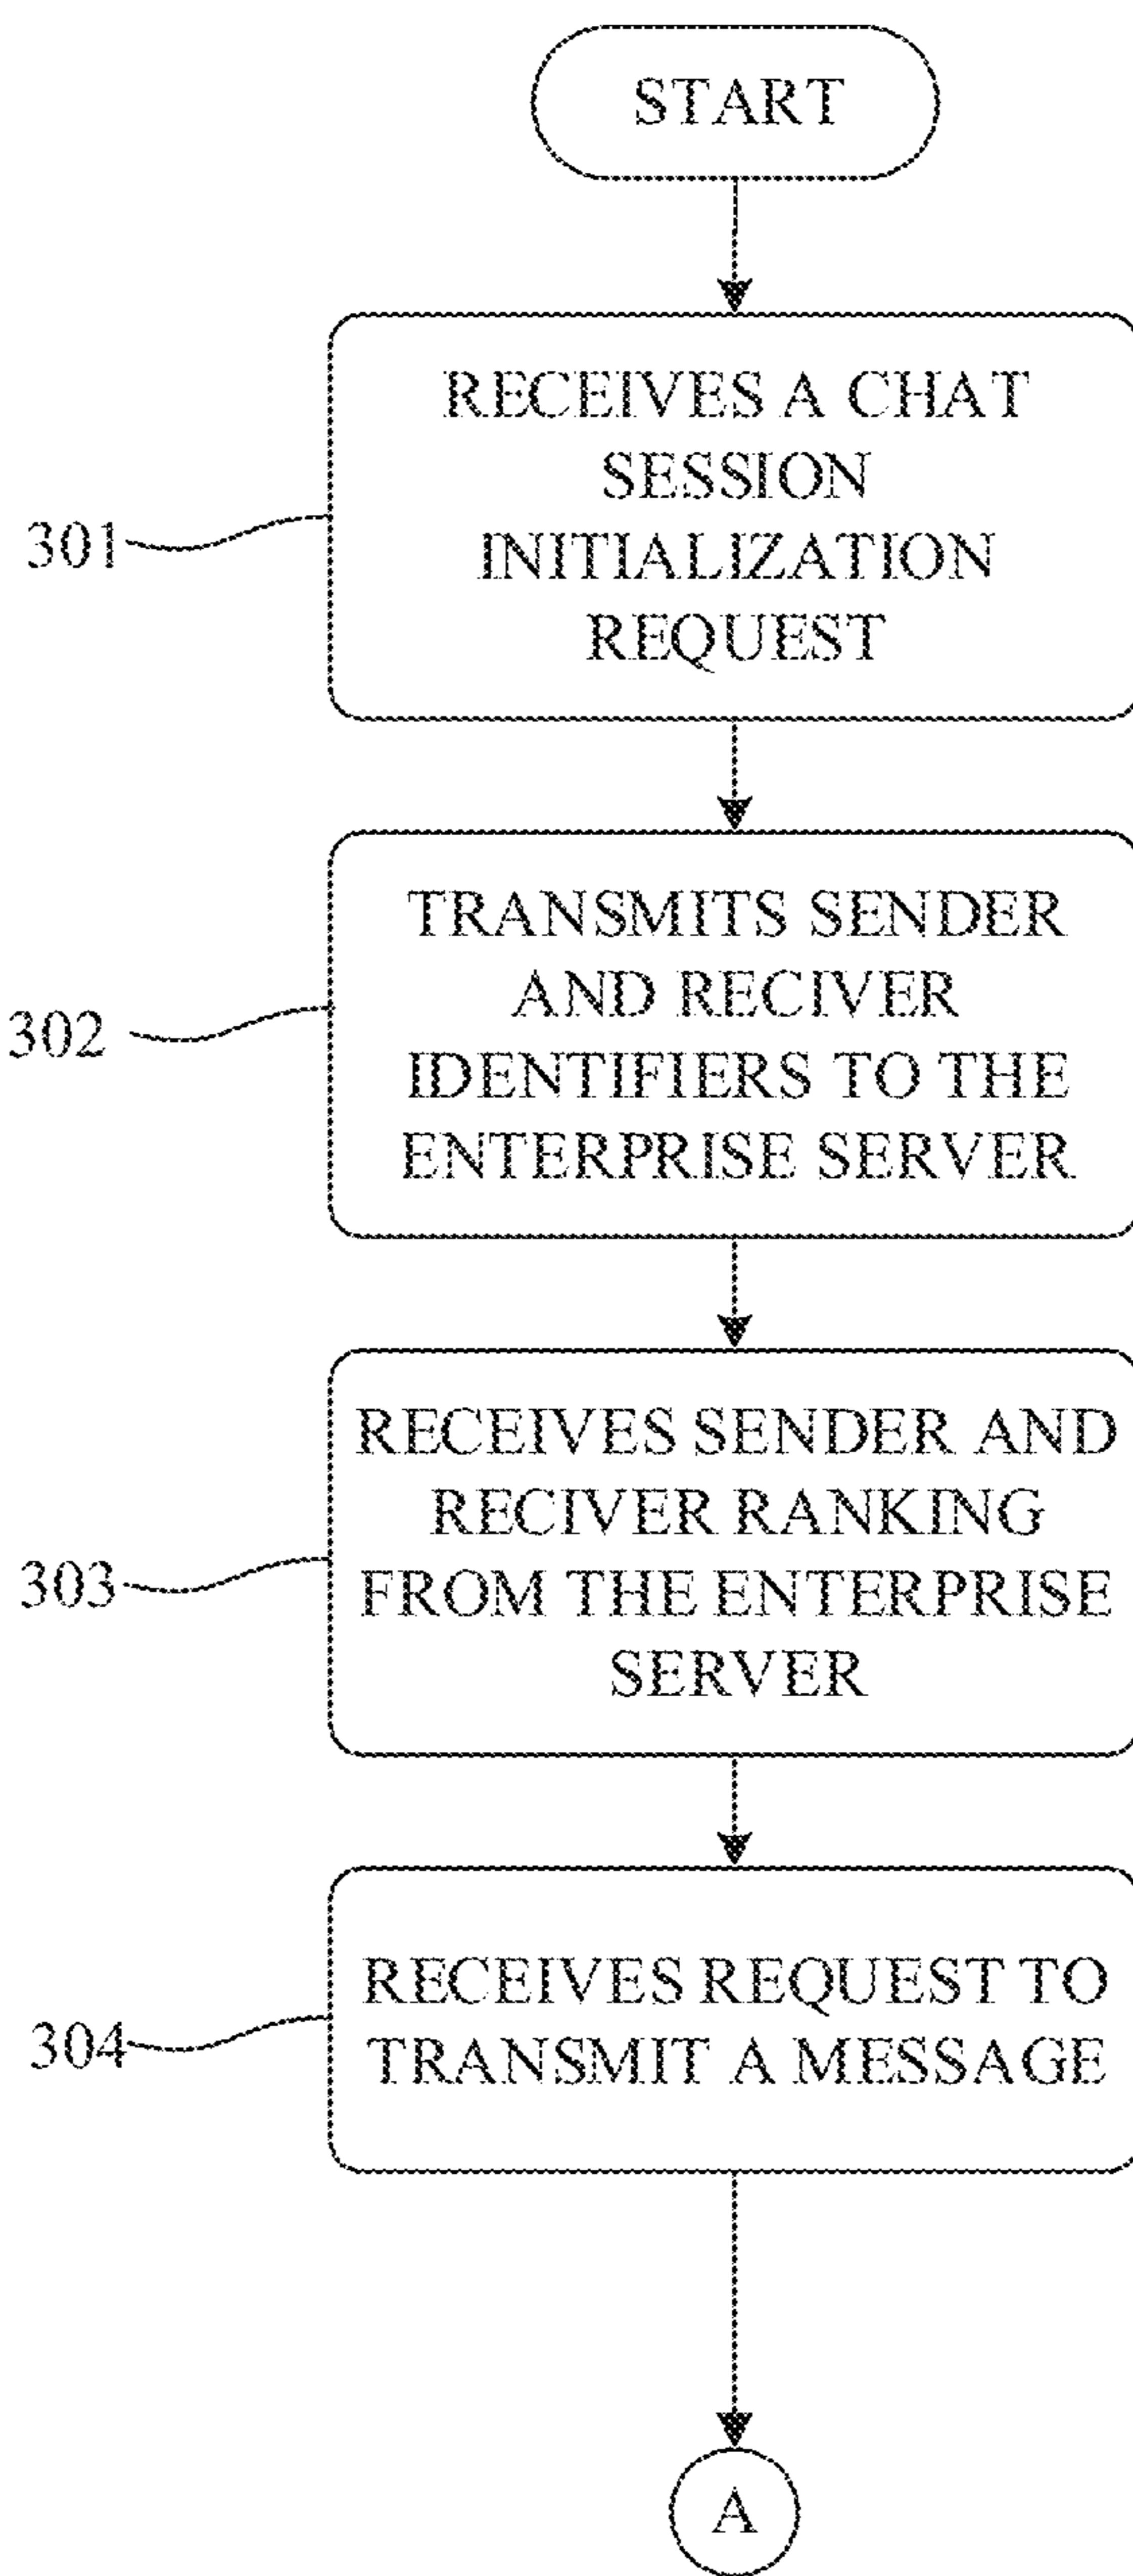 START
RECEIVES A CHAT
SESSION
INITIALIZATION
REQUEST
301
TRANSMITS SENDER
AND RECIVER
IDENTIFIERS TO THE
ENTERPRISE SERVER
302
RECEIVES SENDER AND
RECIVER RANKING
FROM THE ENTERPRISE
SERVER
303
RECEIVES REQUEST TO
TRANSMIT A MESSAGE
304
A